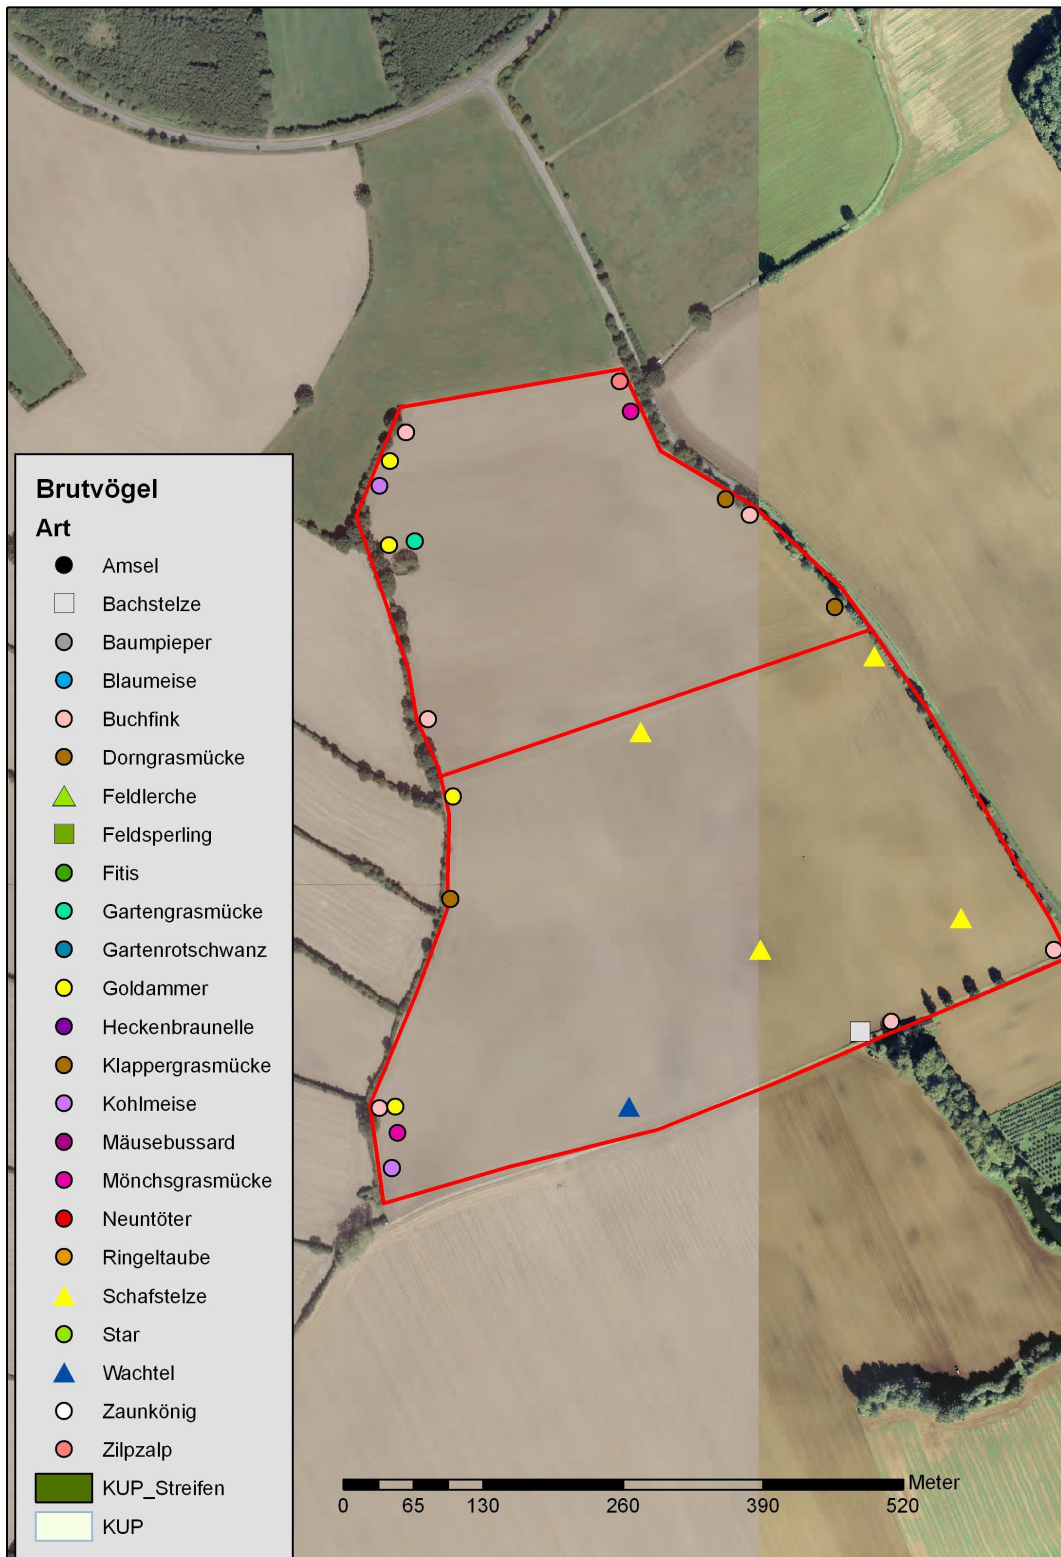 Brutvögel
Art
Amsel
Bachstelze
Baumpieper
Blaumeise
Buchfink
Dorngrasmücke
Feldlerche
Feldsperling
Fitis
Gartengrasmücke
Gartenrotschwanz
Goldammer
Heckenbraunelle
Klappergrasmücke
Kohlmeise
Mäusebussard
Mönchsgrasmücke
Neuntöter
Ringeltaube
Schafstelze
Star
Wachtel
Zaunkönig
Zilpzalp
KUP_Streifen
KUP
Meter
0 65 130 260 390 520